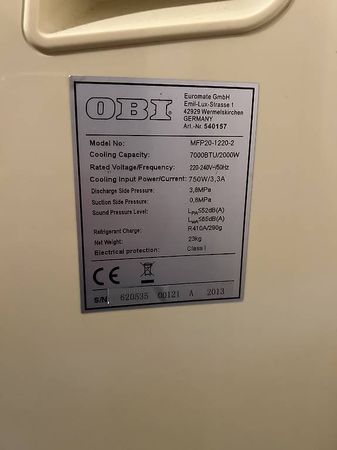 OBI
Euromate GmbH
Emil-Lux-Strasse 1
42929 Wermelskirchen
GERMANY
Art.-Nr. 540157
Model No: MFP20-1220-2
Cooling Capacity: 7000BTU/2000W
Rated Voltage/Frequency: 220-240V~/50Hz
Cooling Input Power/Current: 750W/3,3A
Discharge Side Pressure: 3,8MPa
Suction Side Pressure: 0,8MPa
Sound Pressure Level: LPA≤52dB(A)
LWA≤65dB(A)
Refrigerant Charge: R410A/290g
Net Weight: 23kg
Electrical protection: Class I
CE
S/N: 620535 00121 A 2013